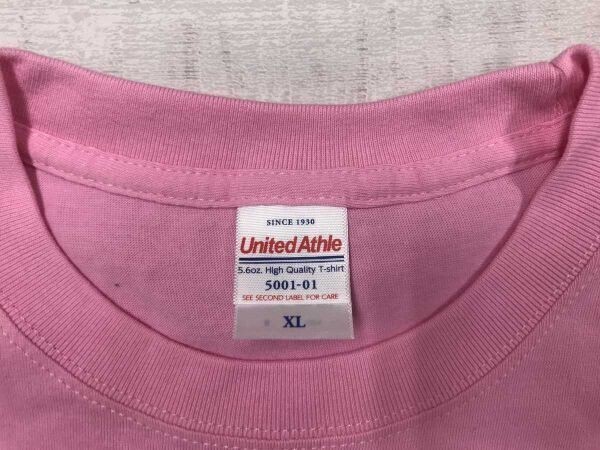 SINCE 1930
United Athle
5.6oz. High Quality T-shirt
5001-01
SEE SECOND LABEL FOR CARE
XL